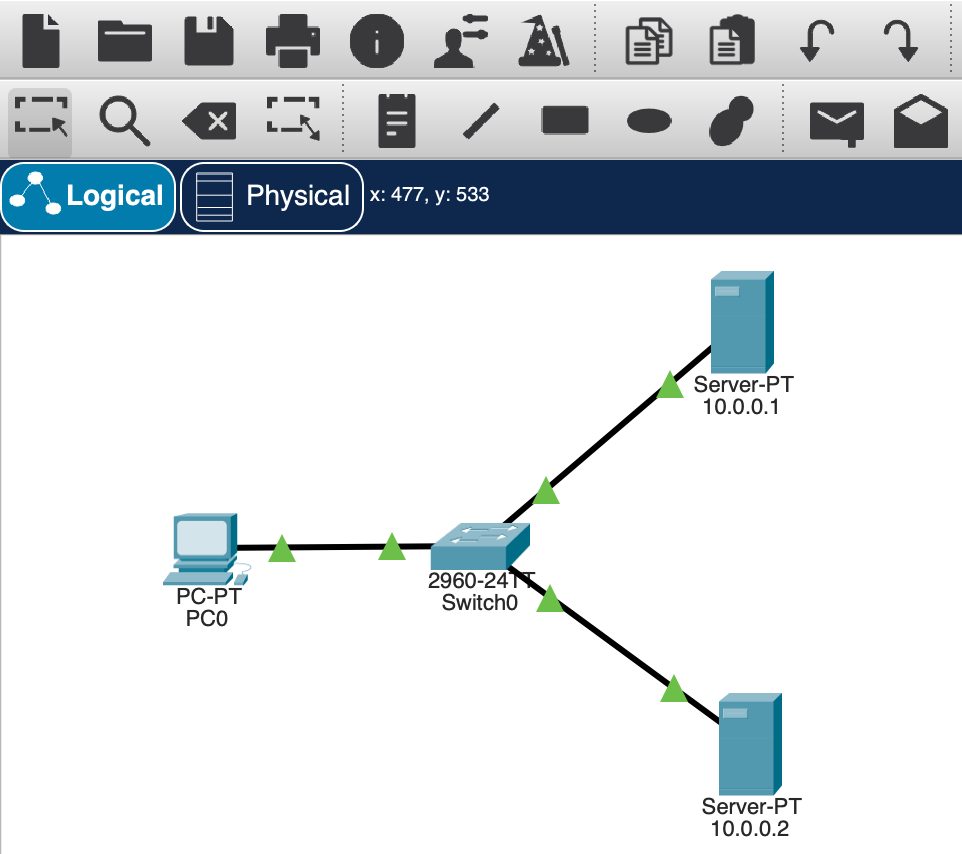 Logical
Physical
x: 477, y: 533
Server-PT
10.0.0.1
PC-PT
PC0
2960-24TT
Switch0
Server-PT
10.0.0.2